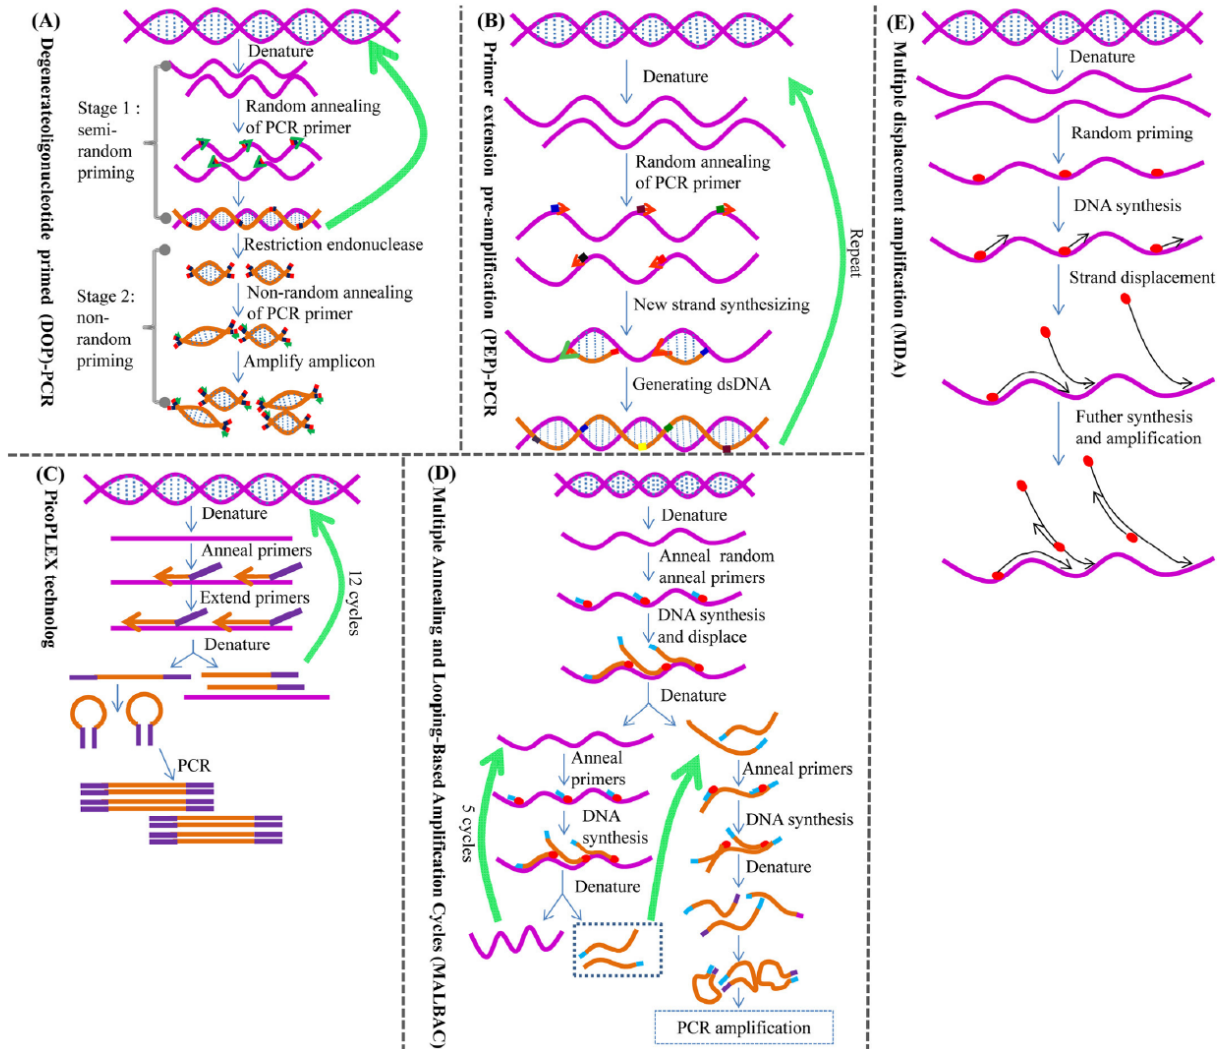 (A)
Degenerateoligonucleotide primed (DOP)-PCR
Denature
Stage 1 :
semi-
random
priming
Random annealing
of PCR primer
Restriction endonuclease
Stage 2:
non-
random
priming
Non-random annealing
of PCR primer
Amplify amplicon
(B)
Primer extension pre-amplification (PEP)-PCR
Denature
Random annealing
of PCR primer
New strand synthesizing
Generating dsDNA
Repeat
(E)
Multiple displacement amplification (MDA)
Denature
Random priming
DNA synthesis
Strand displacement
Futher synthesis
and amplification
(C)
PicoPLEX technolog
Denature
Anneal primers
Extend primers
Denature
12 cycles
PCR
(D)
Multiple Annealing and Looping-Based Amplification Cycles (MALBAC)
Denature
Anneal random
anneal primers
DNA synthesis
and displace
Denature
Anneal
primers
DNA
synthesis
Denature
5 cycles
Anneal primers
DNA synthesis
Denature
PCR amplification